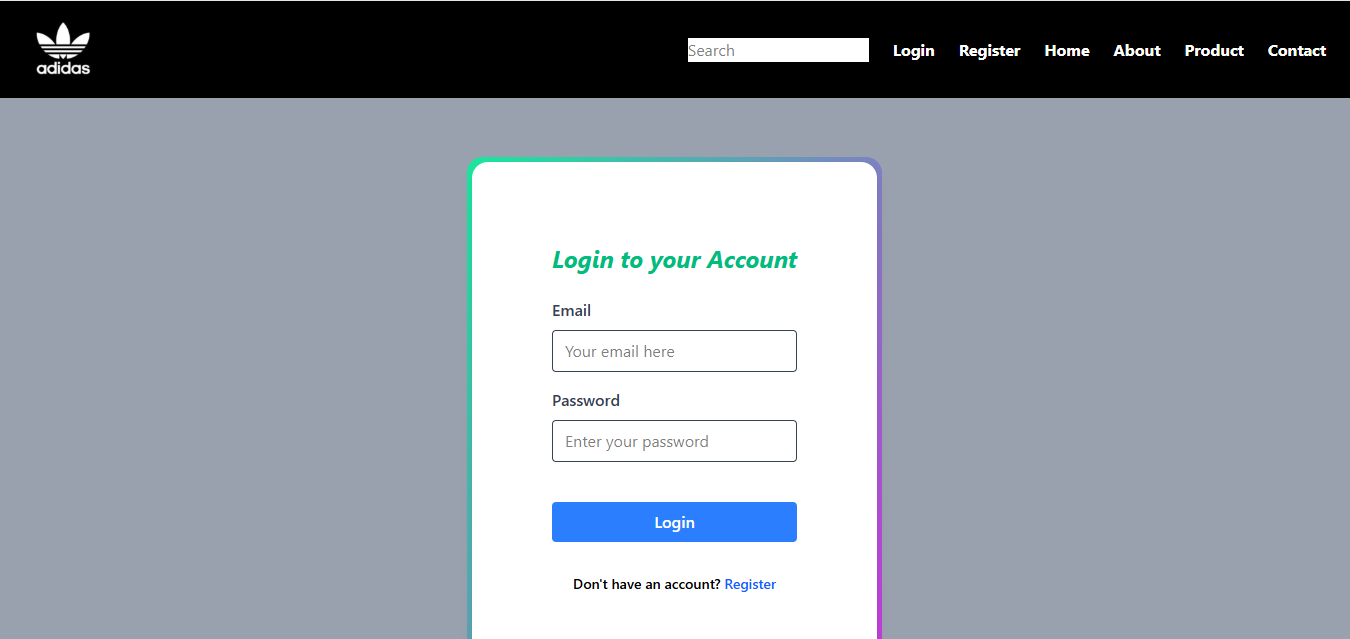 adidas
Search Login Register Home About Product Contact
Login to your Account
Email
Your email here
Password
Enter your password
Login
Don't have an account? Register